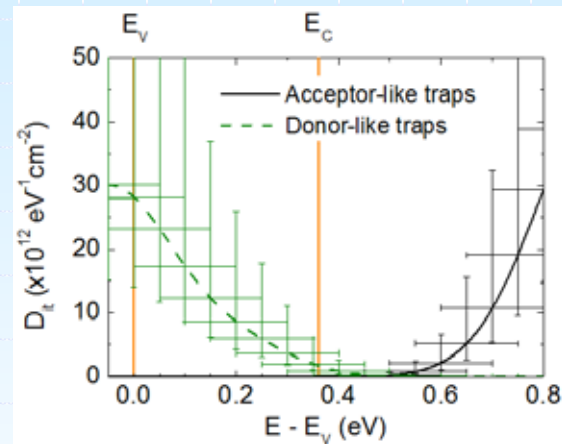 E_V E_C
50
40
30
20
10
0
D_it (x10^12 eV^-1cm^-2)
Acceptor-like traps
Donor-like traps
0.0 0.2 0.4 0.6 0.8
E - E_V (eV)